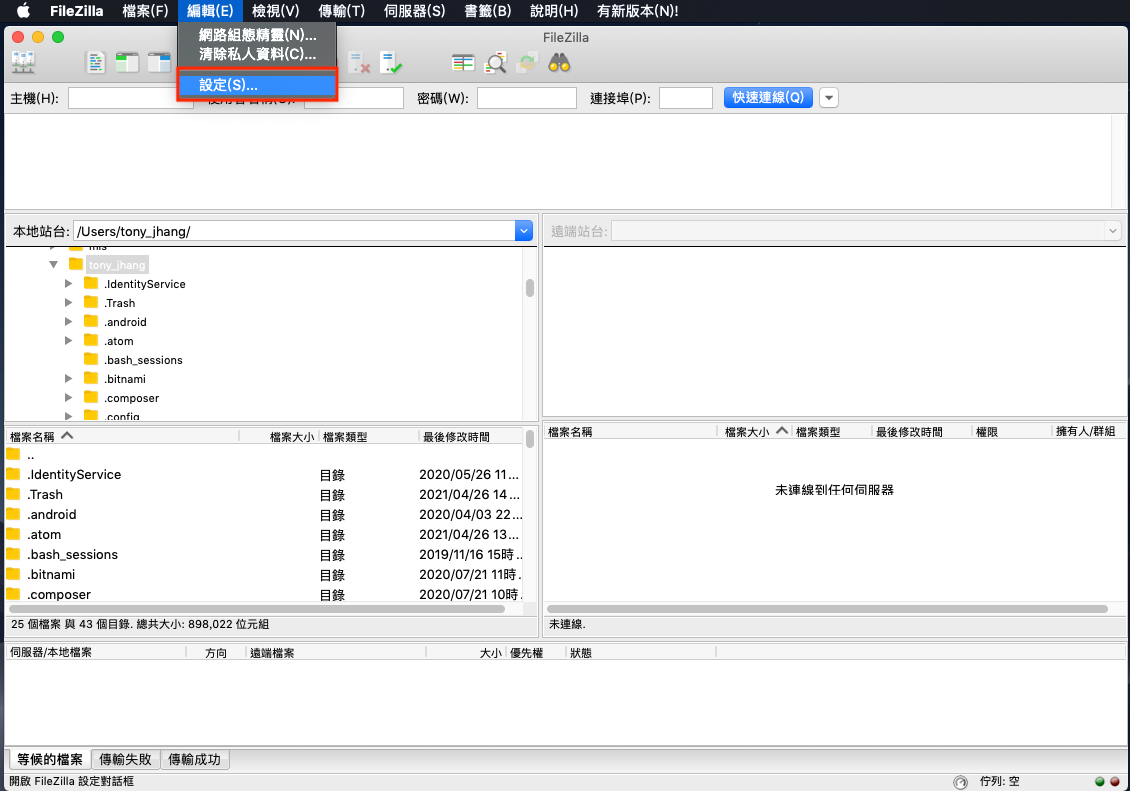 FileZilla 檔案(F) 編輯(E) 檢視(V) 傳輸(T) 伺服器(S) 書籤(B) 說明(H) 有新版本(N)!
FileZilla
網路組態精靈(N)...
清除私人資料(C)...
設定(S)...
主機(H): 密碼(W): 連接埠(P): 快速連線(Q)
本地站台: /Users/tony_jhang/
遠端站台:
tony_jhang
.IdentityService
.Trash
.android
.atom
.bash_sessions
.bitnami
.composer
.config
檔案名稱 檔案大小 檔案類型 最後修改時間
..
.IdentityService 目錄 2020/05/26 11...
.Trash 目錄 2021/04/26 14...
.android 目錄 2020/04/03 22...
.atom 目錄 2021/04/26 13...
.bash_sessions 目錄 2019/11/16 15時...
.bitnami 目錄 2020/07/21 11時.
.composer 目錄 2020/07/21 10時.
25 個檔案 與 43 個目錄. 總共大小: 898,022 位元組
檔案名稱 檔案大小 檔案類型 最後修改時間 權限 擁有人/群組
未連線到任何伺服器
未連線.
伺服器/本地檔案 方向 遠端檔案 大小 優先權 狀態
等候的檔案 傳輸失敗 傳輸成功
開啟 FileZilla 設定對話框 佇列: 空